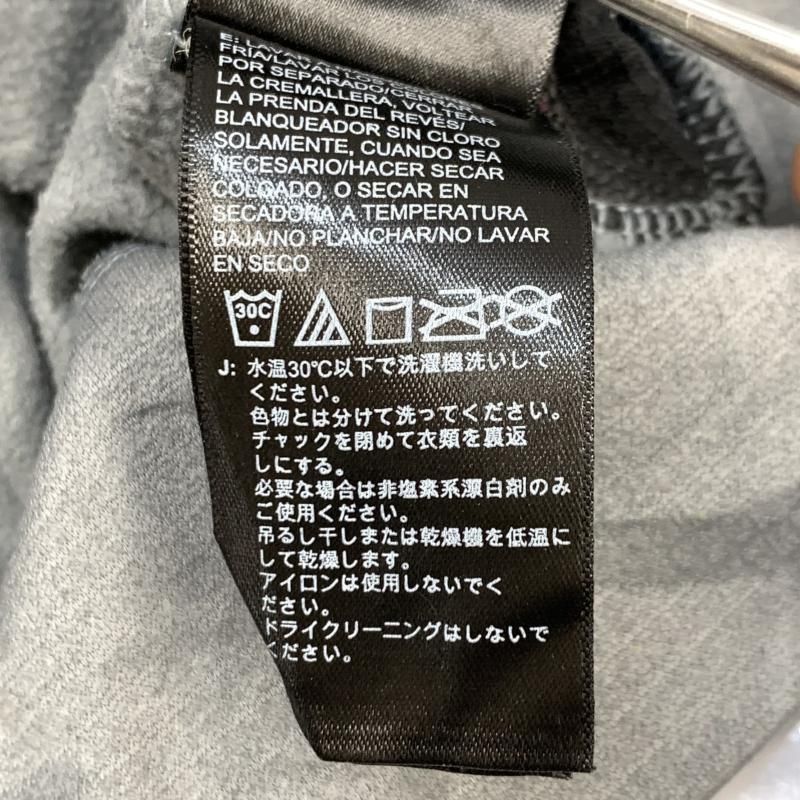 E: LAVAR
FRÍA/LAVAR LOS
POR SEPARADO/CERRAR
LA CREMALLERA, VOLTEAR
LA PRENDA DEL REVÉS/
BLANQUEADOR SIN CLORO
SOLAMENTE, CUANDO SEA
NECESARIO/HACER SECAR
COLGADO, O SECAR EN
SECADORA A TEMPERATURA
BAJA/NO PLANCHAR/NO LAVAR
EN SECO
30C
J: 水温30℃以下で洗濯機洗いして
ください。
色物とは分けて洗ってください。
チャックを閉めて衣類を裏返
しにする。
必要な場合は非塩素系漂白剤のみ
ご使用ください。
吊るし干しまたは乾燥機を低温に
して乾燥します。
アイロンは使用しないでく
ださい。
ドライクリーニングはしないで
ください。